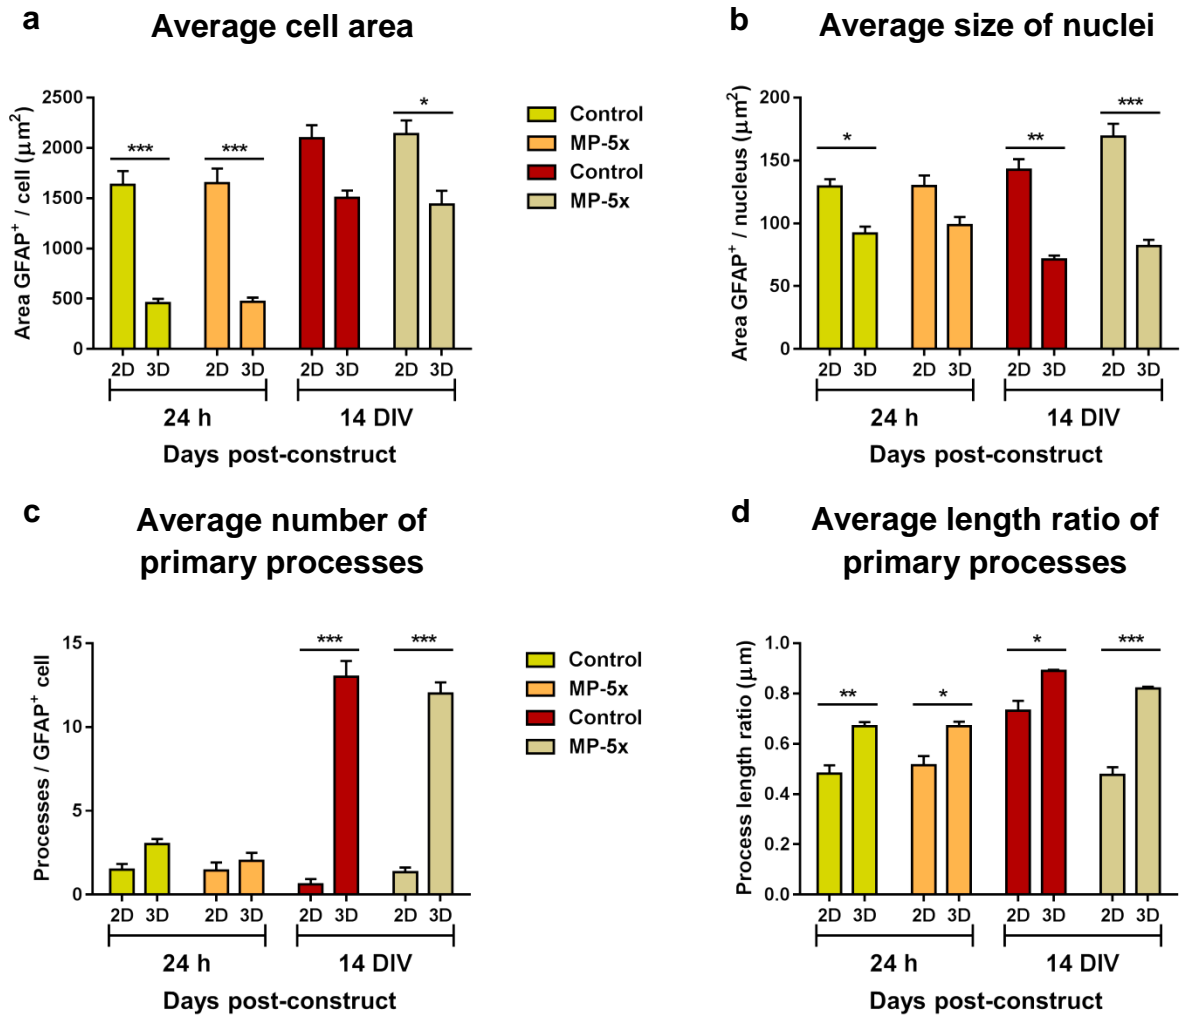 a
Average cell area
Area GFAP⁺ / cell (μm²)
2500
2000
1500
1000
500
0
***
***
*
2D 3D 2D 3D 2D 3D 2D 3D
24 h 14 DIV
Days post-construct
Control
MP-5x
Control
MP-5x
b
Average size of nuclei
Area GFAP⁺ / nucleus (μm²)
200
150
100
50
0
*
**
***
2D 3D 2D 3D 2D 3D 2D 3D
24 h 14 DIV
Days post-construct
c
Average number of
primary processes
Processes / GFAP⁺ cell
15
10
5
0
***
***
2D 3D 2D 3D 2D 3D 2D 3D
24 h 14 DIV
Days post-construct
Control
MP-5x
Control
MP-5x
d
Average length ratio of
primary processes
Process length ratio (μm)
1.0
0.8
0.6
0.4
0.2
0.0
**
*
*
***
2D 3D 2D 3D 2D 3D 2D 3D
24 h 14 DIV
Days post-construct